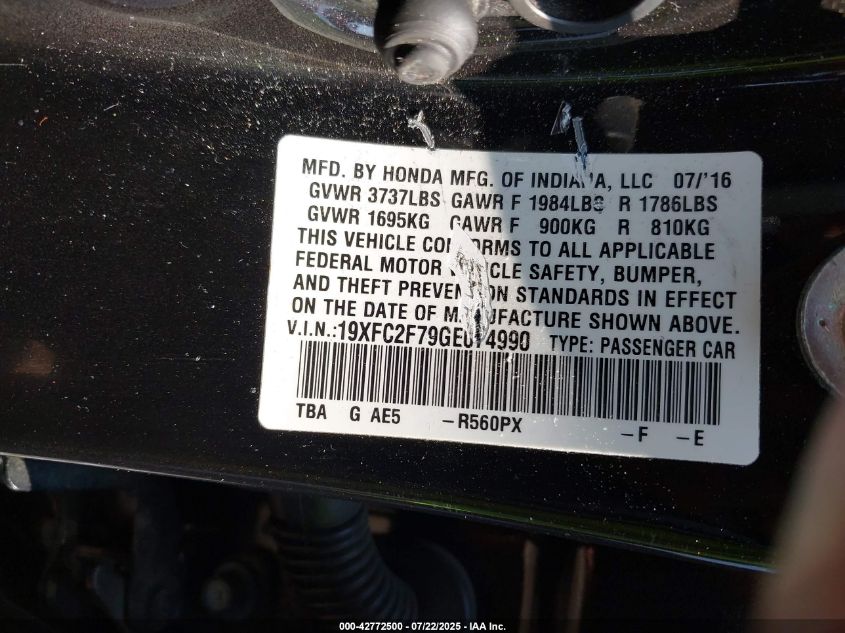 MFD. BY HONDA MFG. OF INDIANA, LLC 07/'16
GVWR 3737LBS GAWR F 1984LBS R 1786LBS
GVWR 1695KG GAWR F 900KG R 810KG
THIS VEHICLE CONFORMS TO ALL APPLICABLE
FEDERAL MOTOR VEHICLE SAFETY, BUMPER,
AND THEFT PREVENTION STANDARDS IN EFFECT
ON THE DATE OF MANUFACTURE SHOWN ABOVE.
V.I.N.:19XFC2F79GE074990 TYPE: PASSENGER CAR
TBA G AE5 -R560PX -F -E
000-42772500 - 07/22/2025 - IAA Inc.